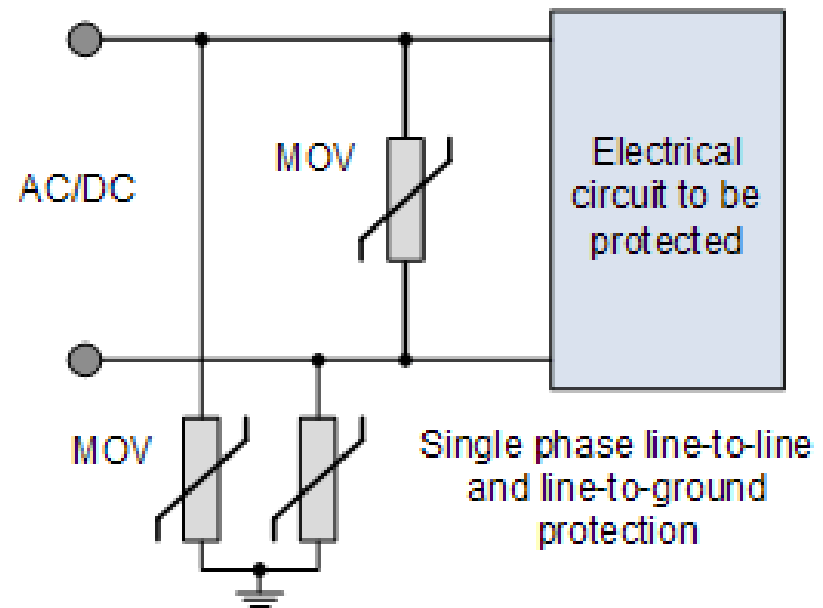 AC/DC
MOV
Electrical
circuit to be
protected
MOV
Single phase line-to-line
and line-to-ground
protection